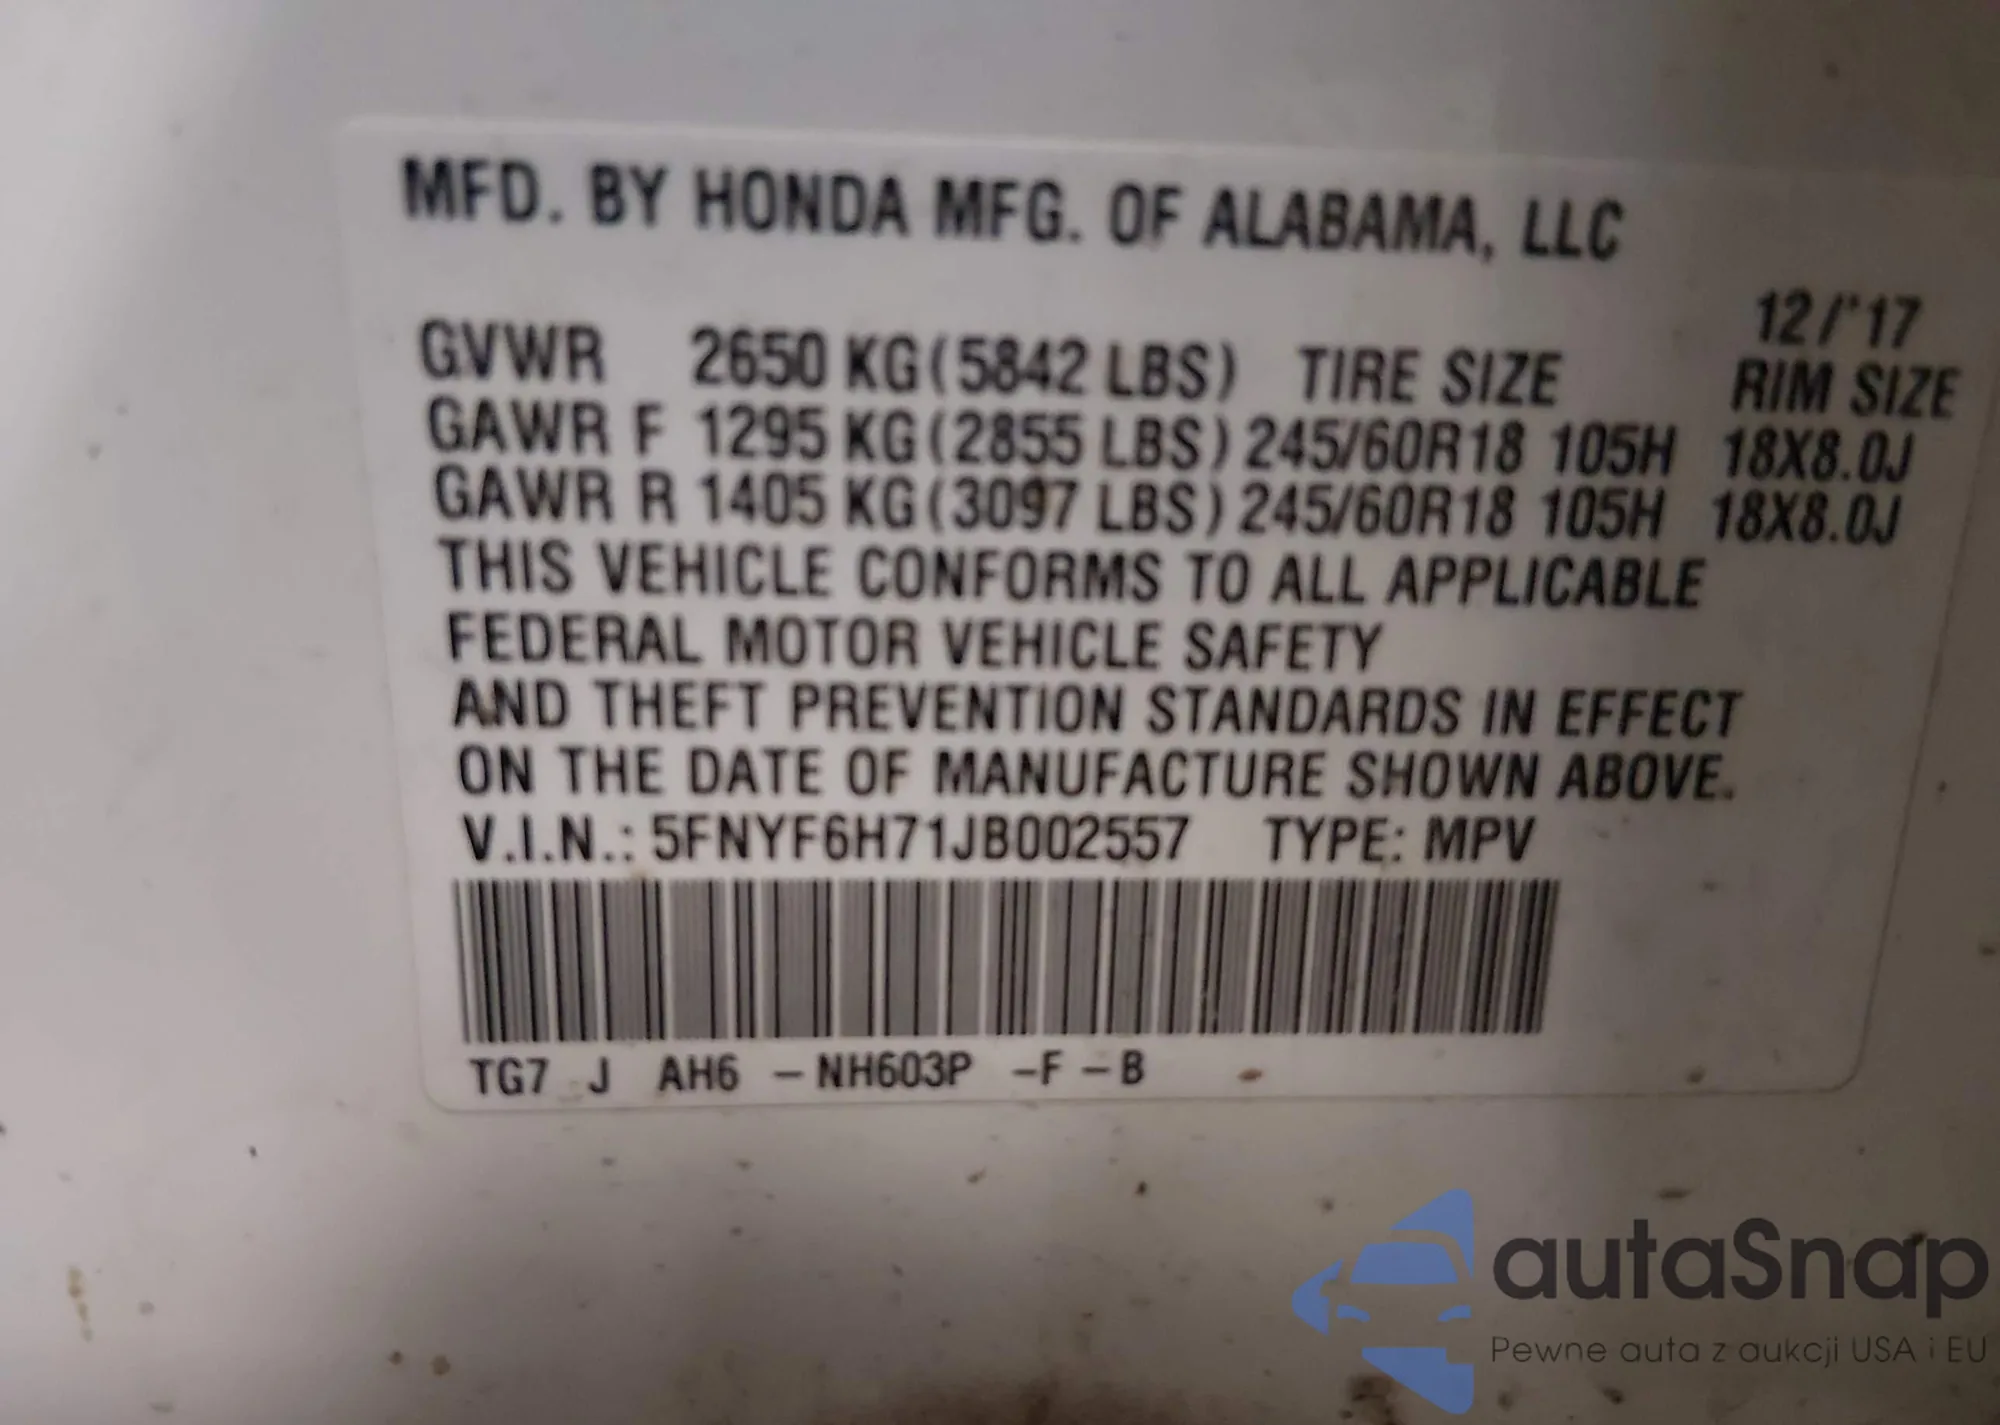 MFD. BY HONDA MFG. OF ALABAMA, LLC
12/'17
GVWR 2650 KG (5842 LBS) TIRE SIZE RIM SIZE
GAWR F 1295 KG (2855 LBS) 245/60R18 105H 18X8.0J
GAWR R 1405 KG (3097 LBS) 245/60R18 105H 18X8.0J
THIS VEHICLE CONFORMS TO ALL APPLICABLE
FEDERAL MOTOR VEHICLE SAFETY
AND THEFT PREVENTION STANDARDS IN EFFECT
ON THE DATE OF MANUFACTURE SHOWN ABOVE.
V.I.N.: 5FNYF6H71JB002557 TYPE: MPV
TG7 J AH6 – NH603P –F – B
autaSnap
Pewne auta z aukcji USA i EU